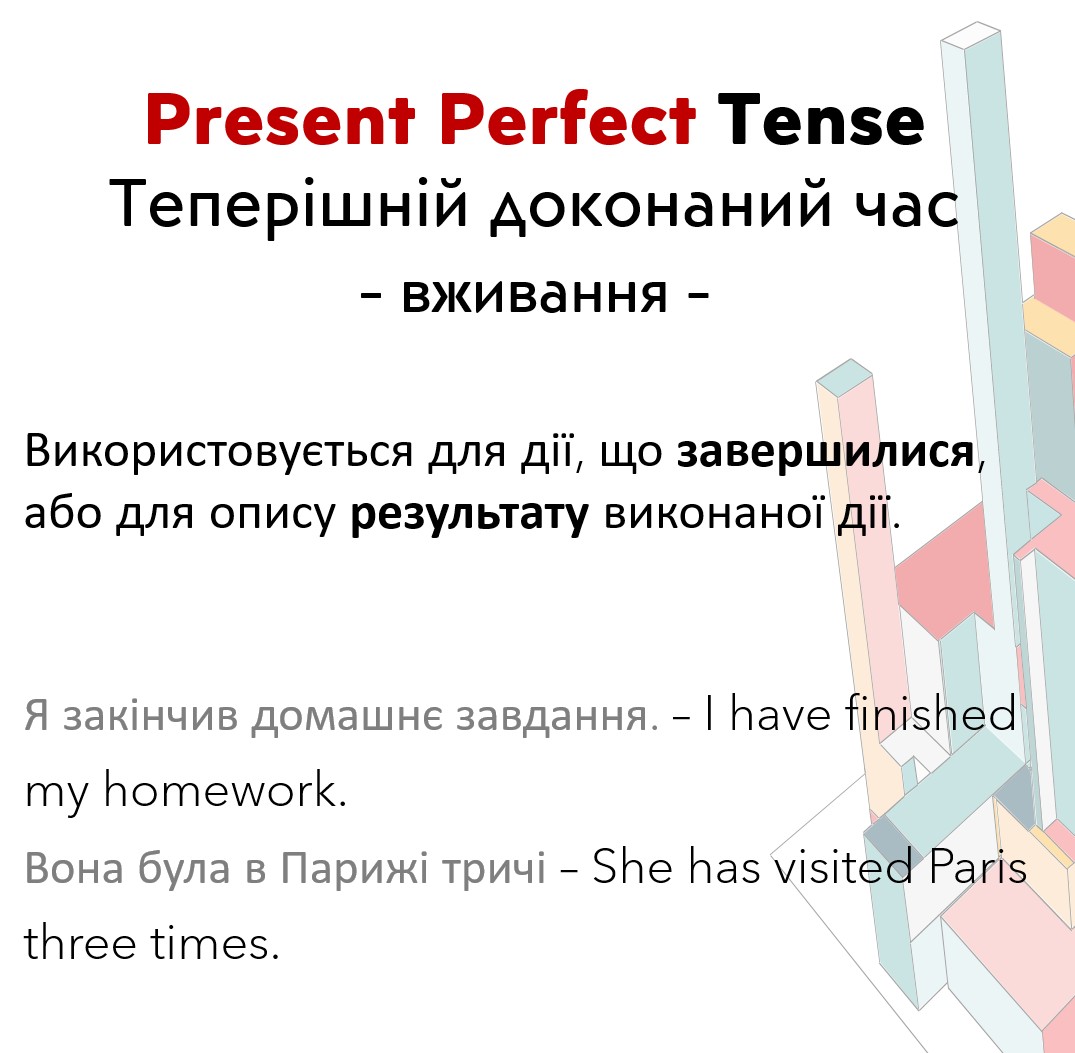 Present Perfect Tense
Теперішній доконаний час
– вживання –
Використовується для дії, що завершилися,
або для опису результату виконаної дії.
Я закінчив домашнє завдання. – I have finished
my homework.
Вона була в Парижі тричі – She has visited Paris
three times.